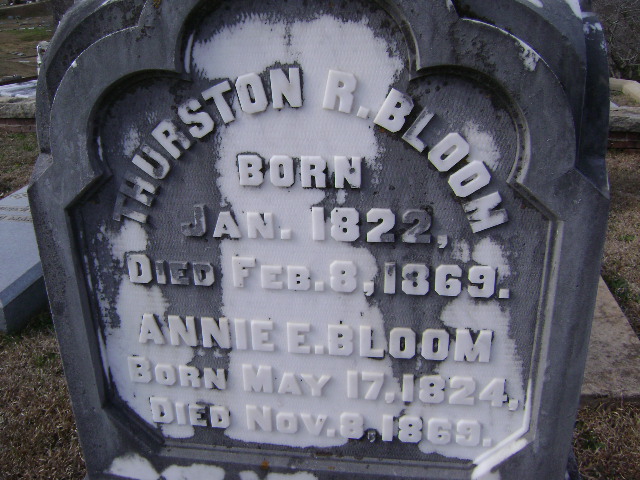 THURSTON R. BLOOM
BORN
JAN. 1822,
DIED FEB. 8, 1869.
ANNIE E. BLOOM
BORN MAY 17, 1824,
DIED NOV. 8, 1869.